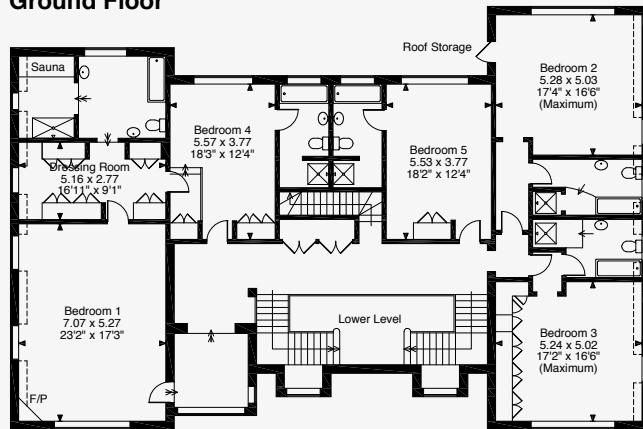 Ground Floor
Sauna
Roof Storage
Bedroom 2
5.28 x 5.03
17'4" x 16'6"
(Maximum)
Bedroom 4
5.57 x 3.77
18'3" x 12'4"
Bedroom 5
5.53 x 3.77
18'2" x 12'4"
Dressing Room
5.16 x 2.77
16'11" x 9'1"
Bedroom 1
7.07 x 5.27
23'2" x 17'3"
Lower Level
Bedroom 3
5.24 x 5.02
17'2" x 16'6"
(Maximum)
F/P